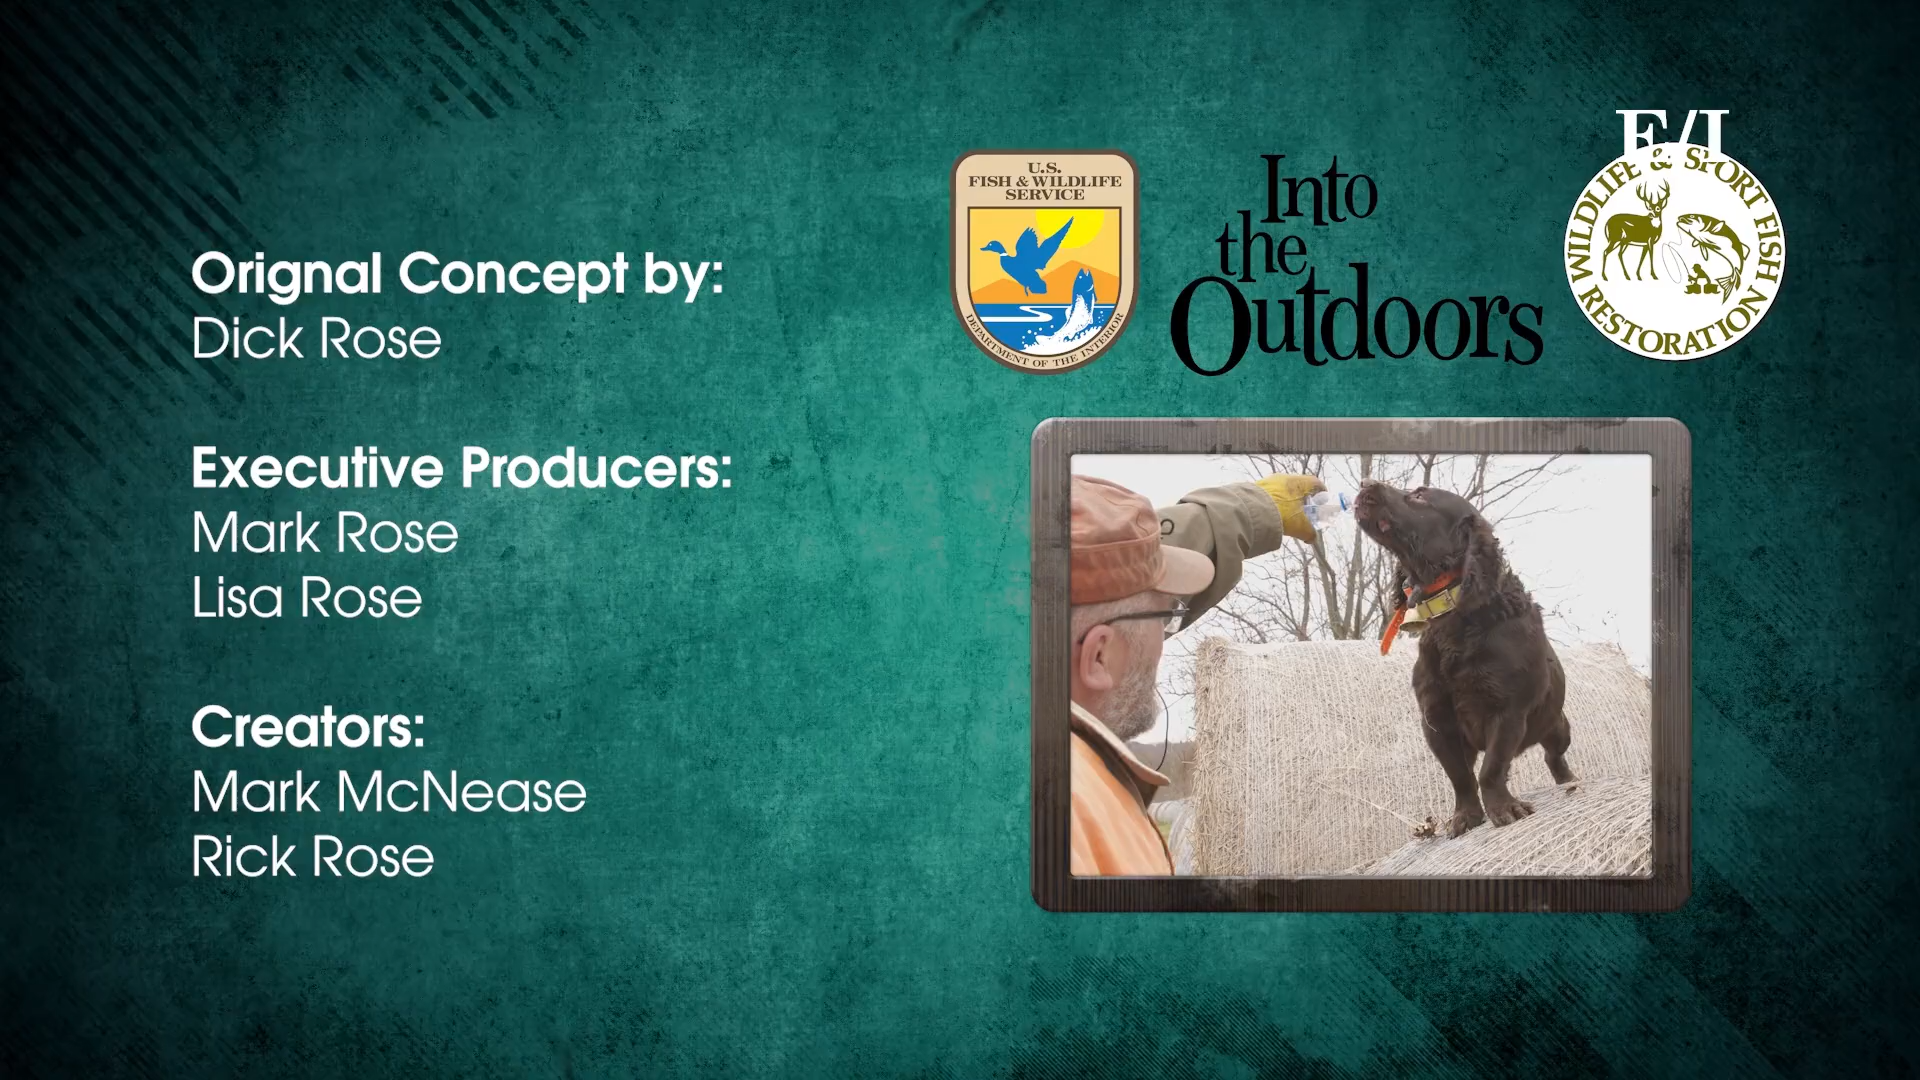 Orignal Concept by:
Dick Rose
Executive Producers:
Mark Rose
Lisa Rose
Creators:
Mark McNease
Rick Rose
U.S.
FISH & WILDLIFE
SERVICE
DEPARTMENT OF THE INTERIOR
Into
the
Outdoors
E/I
WILDLIFE & SPORT FISH
RESTORATION